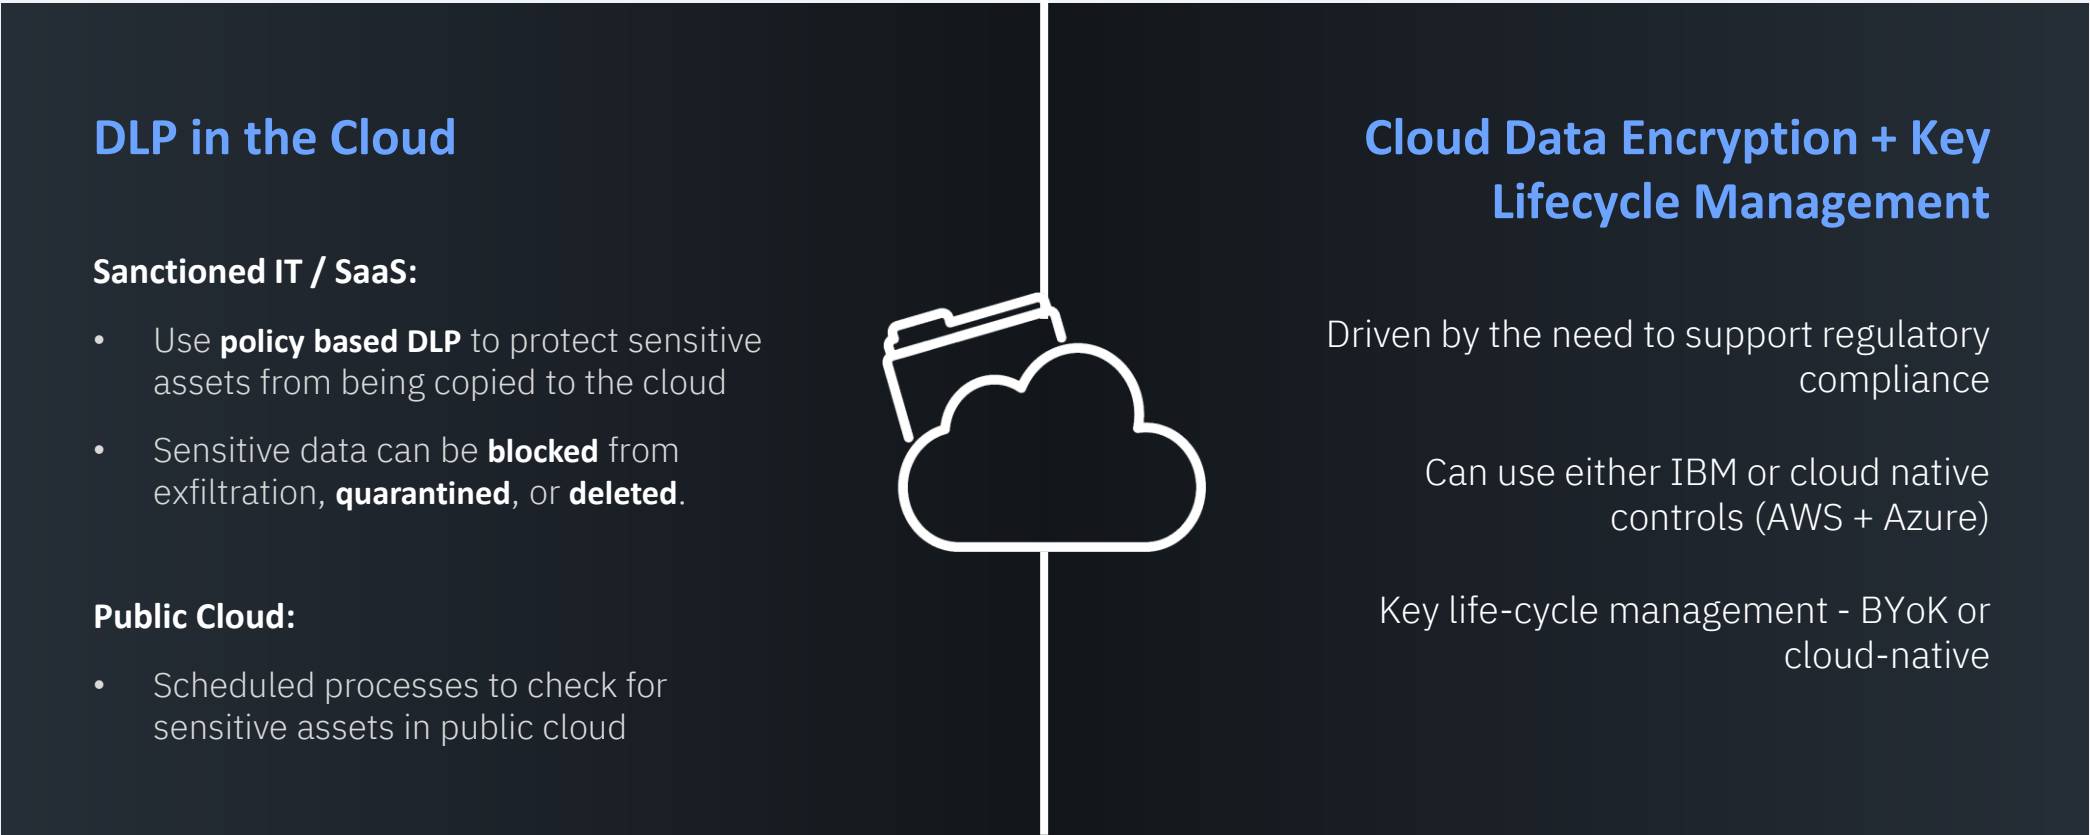 DLP in the Cloud
Sanctioned IT / SaaS:
• Use policy based DLP to protect sensitive
assets from being copied to the cloud
• Sensitive data can be blocked from
exfiltration, quarantined, or deleted.
Public Cloud:
• Scheduled processes to check for
sensitive assets in public cloud
Cloud Data Encryption + Key
Lifecycle Management
Driven by the need to support regulatory
compliance
Can use either IBM or cloud native
controls (AWS + Azure)
Key life-cycle management - BYoK or
cloud-native